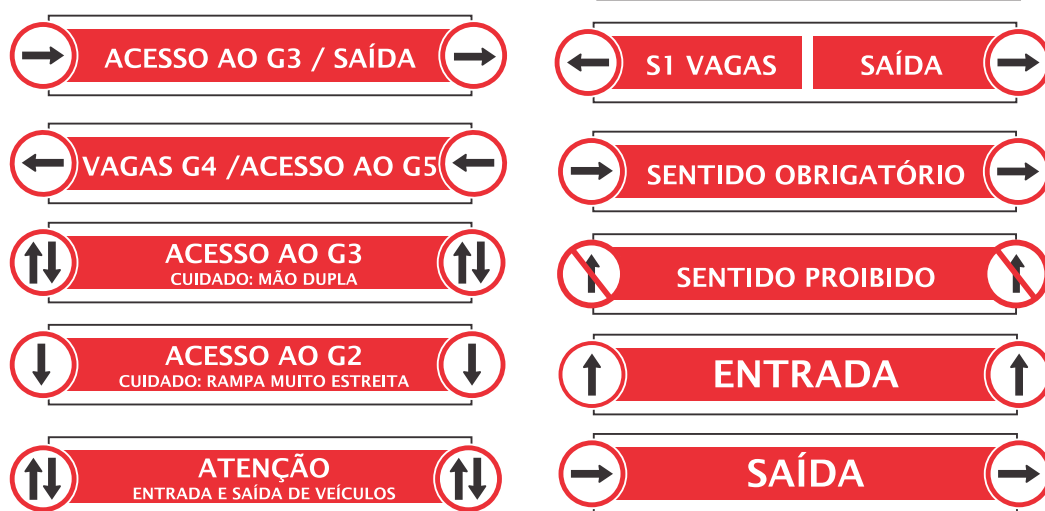 ACESSO AO G3 / SAÍDA
VAGAS G4 /ACESSO AO G5
ACESSO AO G3
CUIDADO: MÃO DUPLA
ACESSO AO G2
CUIDADO: RAMPA MUITO ESTREITA
ATENÇÃO
ENTRADA E SAÍDA DE VEÍCULOS
S1 VAGAS SAÍDA
SENTIDO OBRIGATÓRIO
SENTIDO PROIBIDO
ENTRADA
SAÍDA